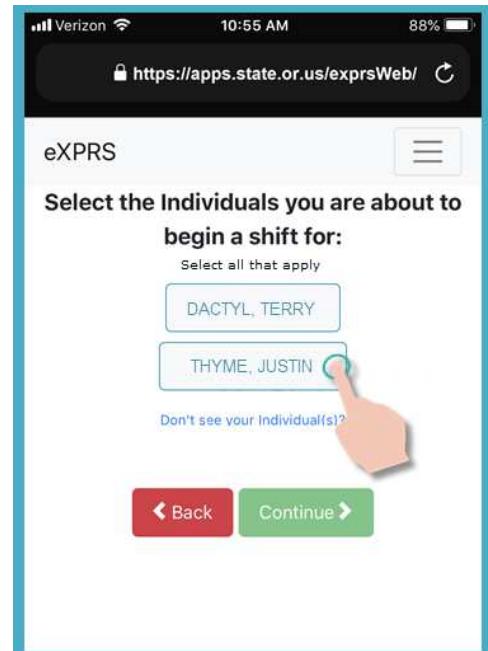 Verizon 10:55 AM 88%
https://apps.state.or.us/exprsWeb/
eXPRS
Select the Individuals you are about to
begin a shift for:
Select all that apply
DACTYL, TERRY
THYME, JUSTIN
Don't see your Individual(s)?
Back Continue